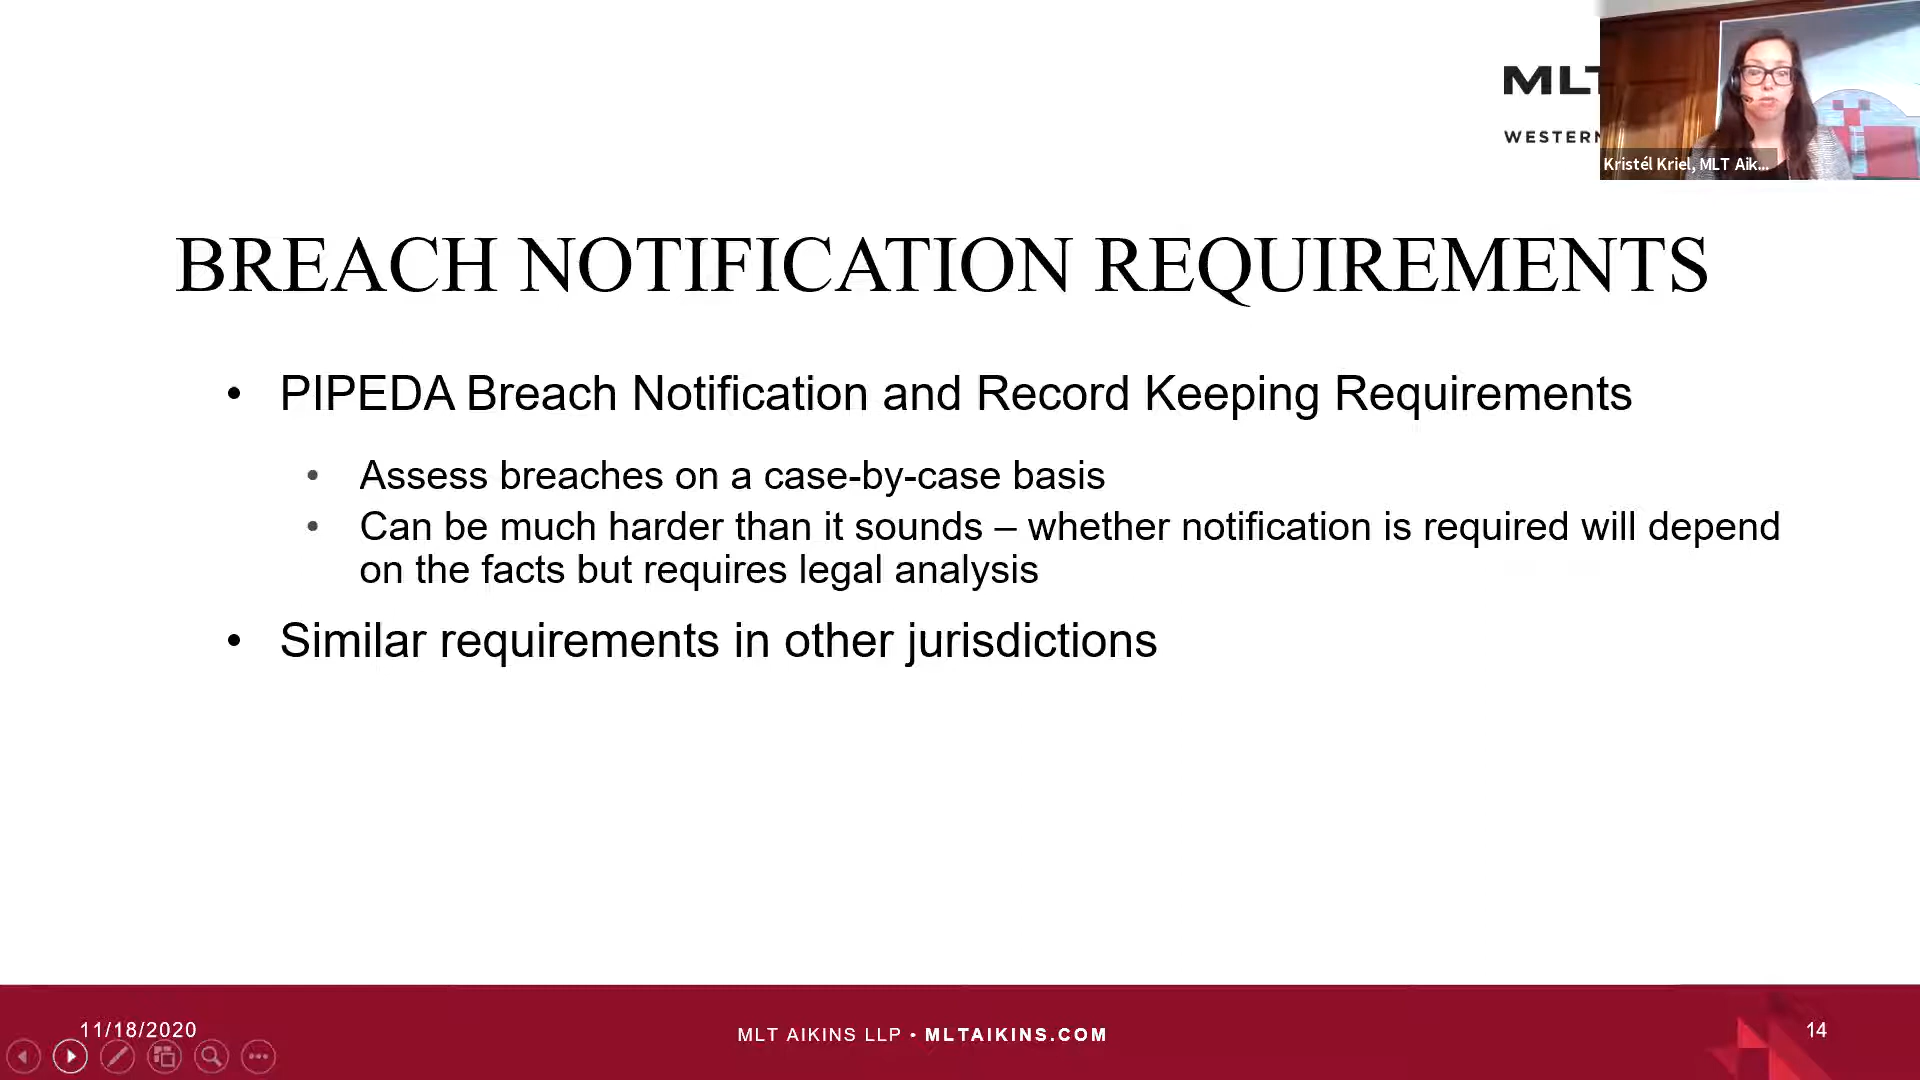 MLT
WESTERN
Kristél Kriel, MLT Aik...
BREACH NOTIFICATION REQUIREMENTS
• PIPEDA Breach Notification and Record Keeping Requirements
• Assess breaches on a case-by-case basis
• Can be much harder than it sounds – whether notification is required will depend
on the facts but requires legal analysis
• Similar requirements in other jurisdictions
11/18/2020
MLT AIKINS LLP • MLTAIKINS.COM
14